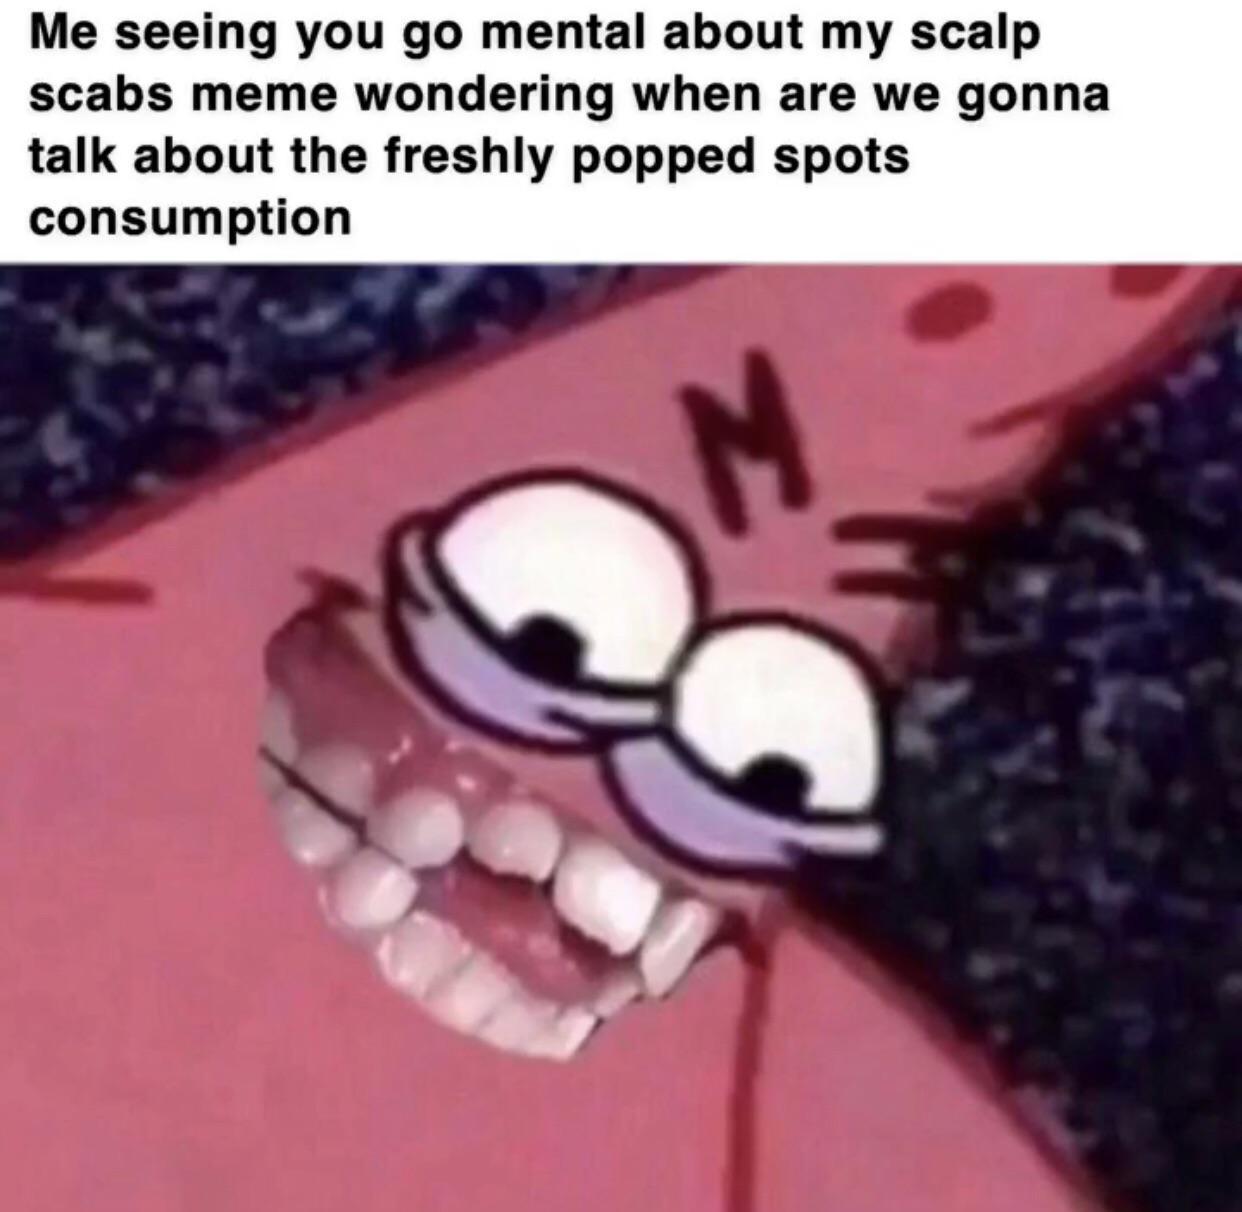 Me seeing you go mental about my scalp
scabs meme wondering when are we gonna
talk about the freshly popped spots
consumption